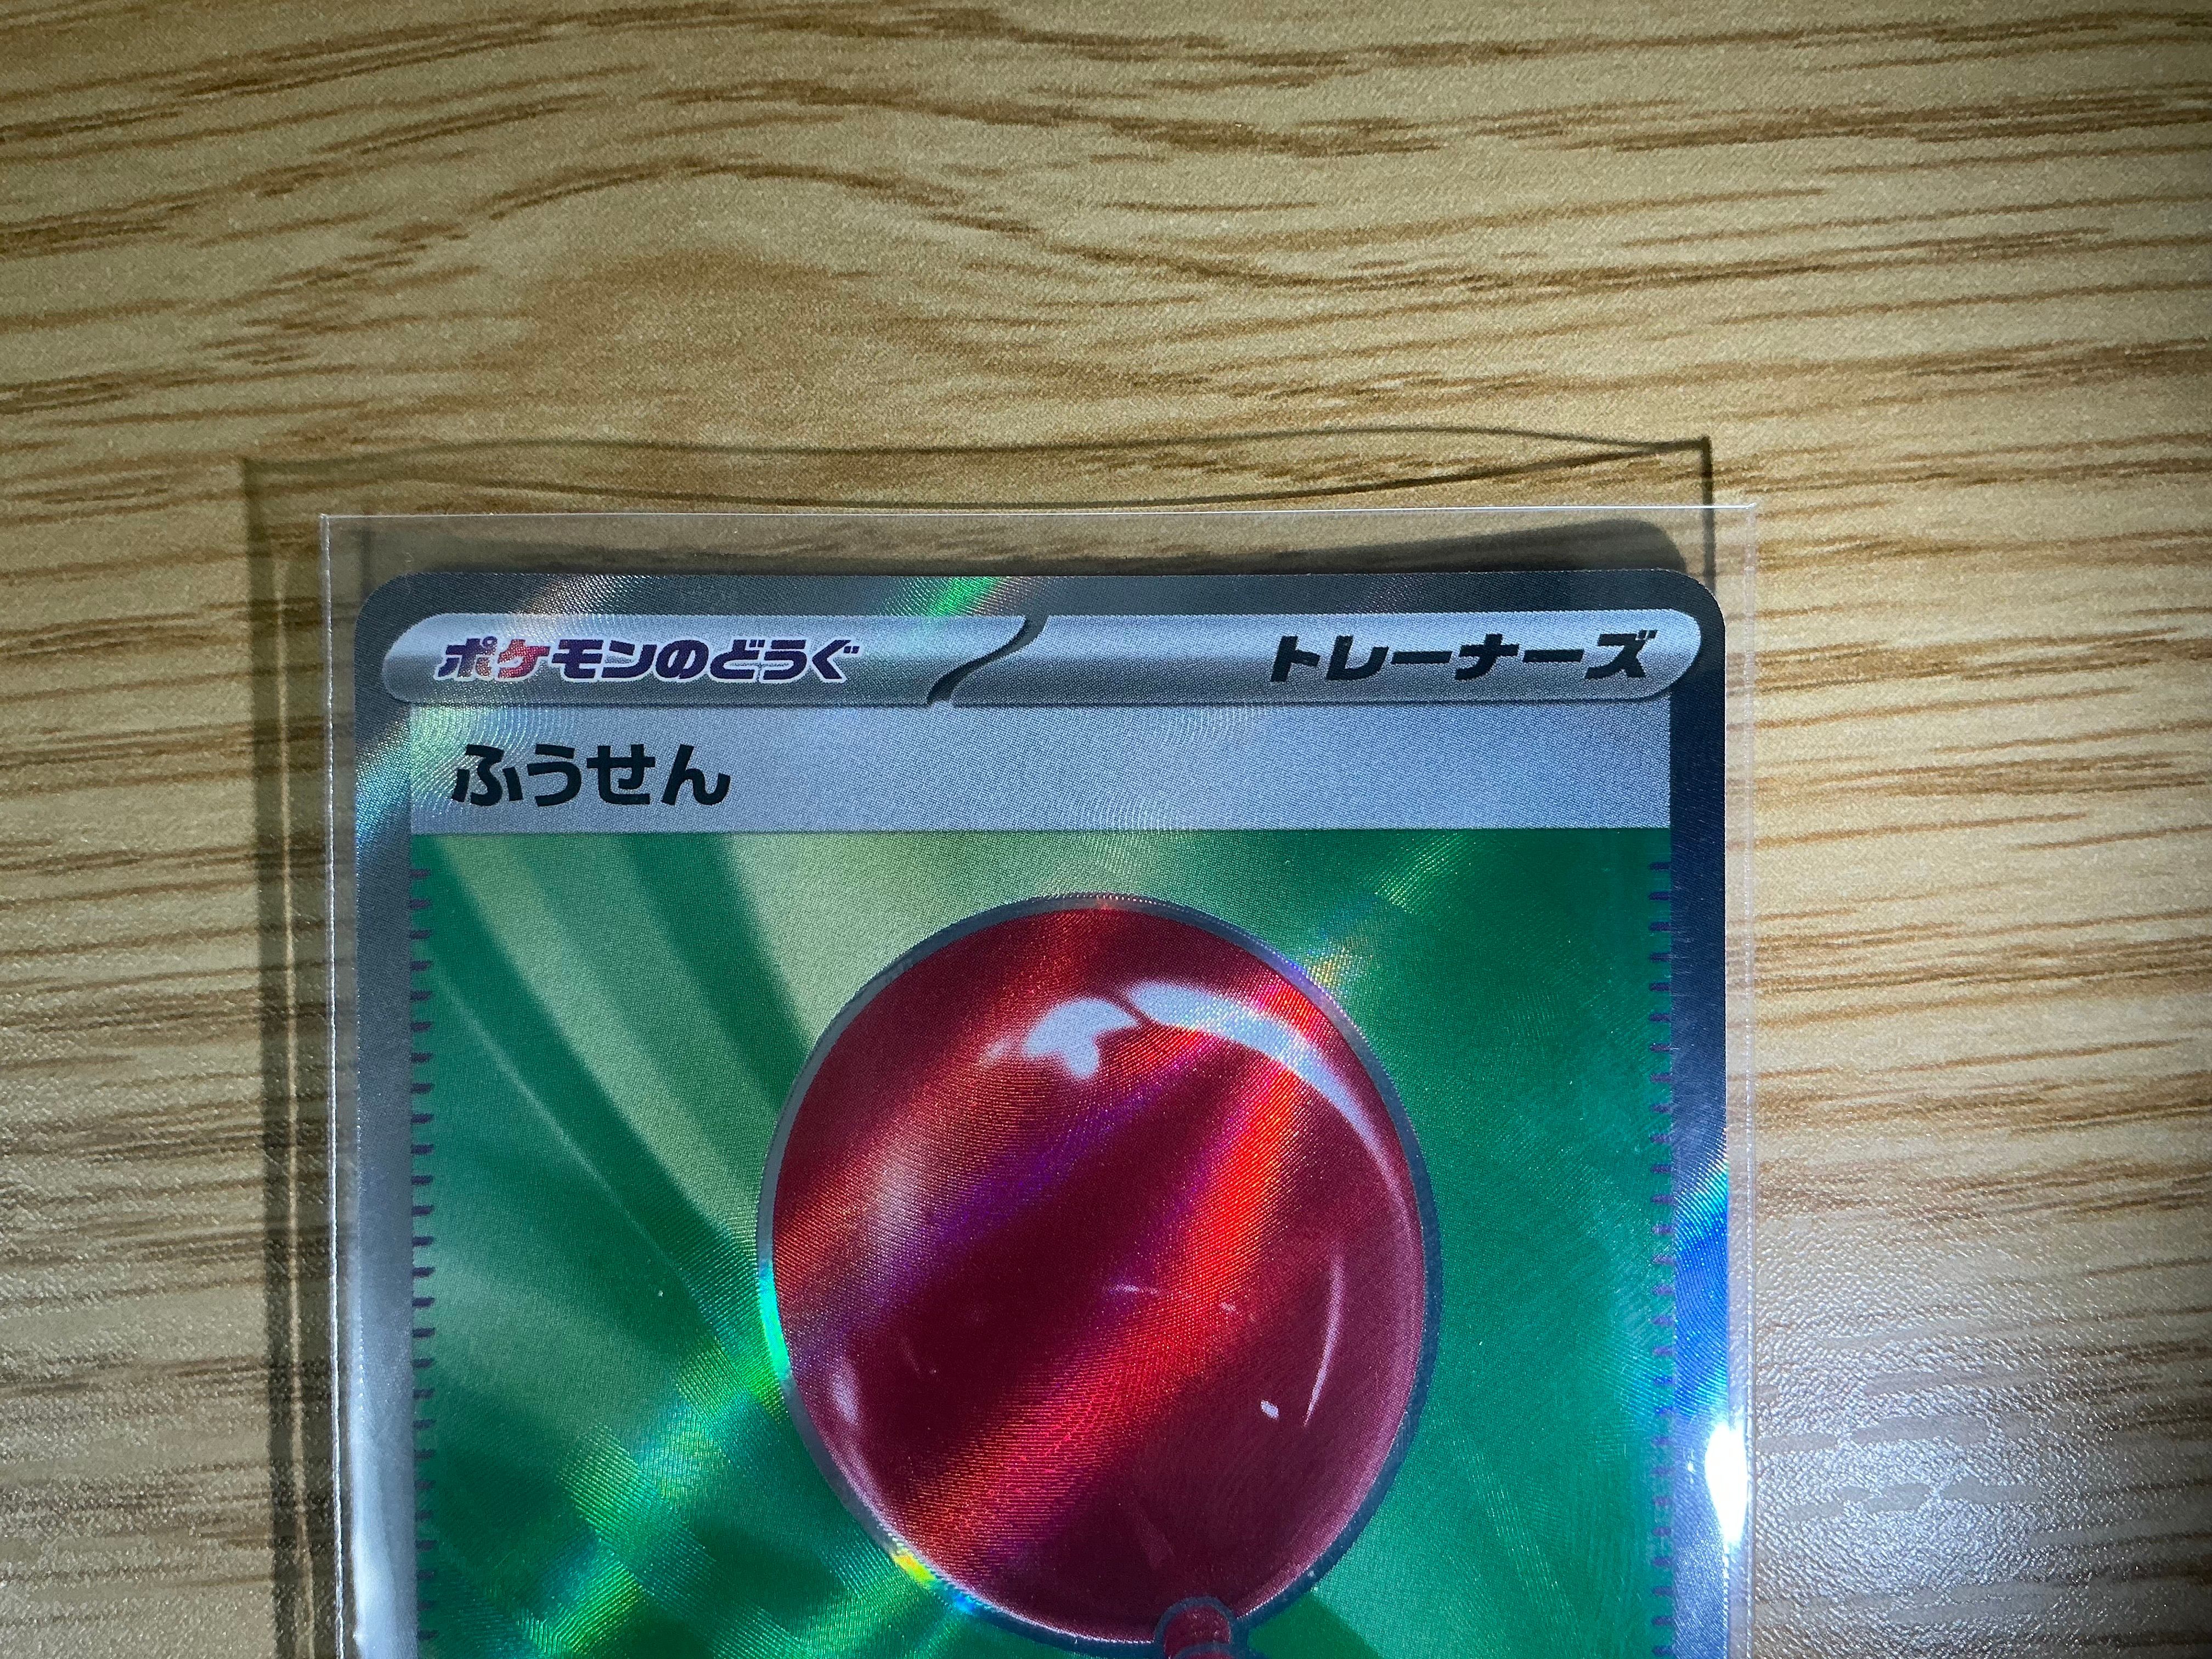 ポケモンのどうぐ トレーナーズ
ふうせん